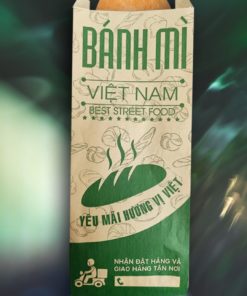 BÁNH MÌ
VIỆT NAM
BEST STREET FOOD
YÊU MÃI HƯƠNG VỊ VIỆT
NHẬN ĐẶT HÀNG VÀ
GIAO HÀNG TẬN NƠI